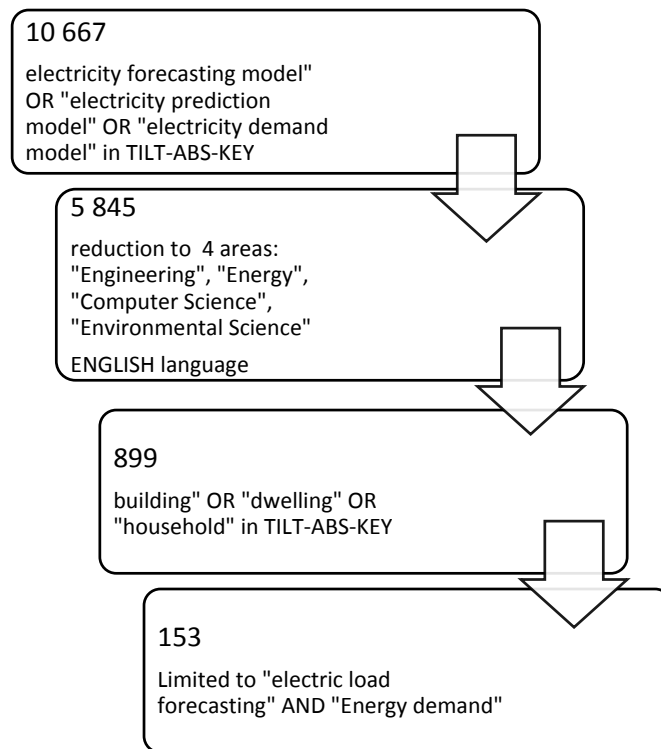 10 667
electricity forecasting model"
OR "electricity prediction
model" OR "electricity demand
model" in TILT-ABS-KEY
5 845
reduction to 4 areas:
"Engineering", "Energy",
"Computer Science",
"Environmental Science"
ENGLISH language
899
building" OR "dwelling" OR
"household" in TILT-ABS-KEY
153
Limited to "electric load
forecasting" AND "Energy demand"